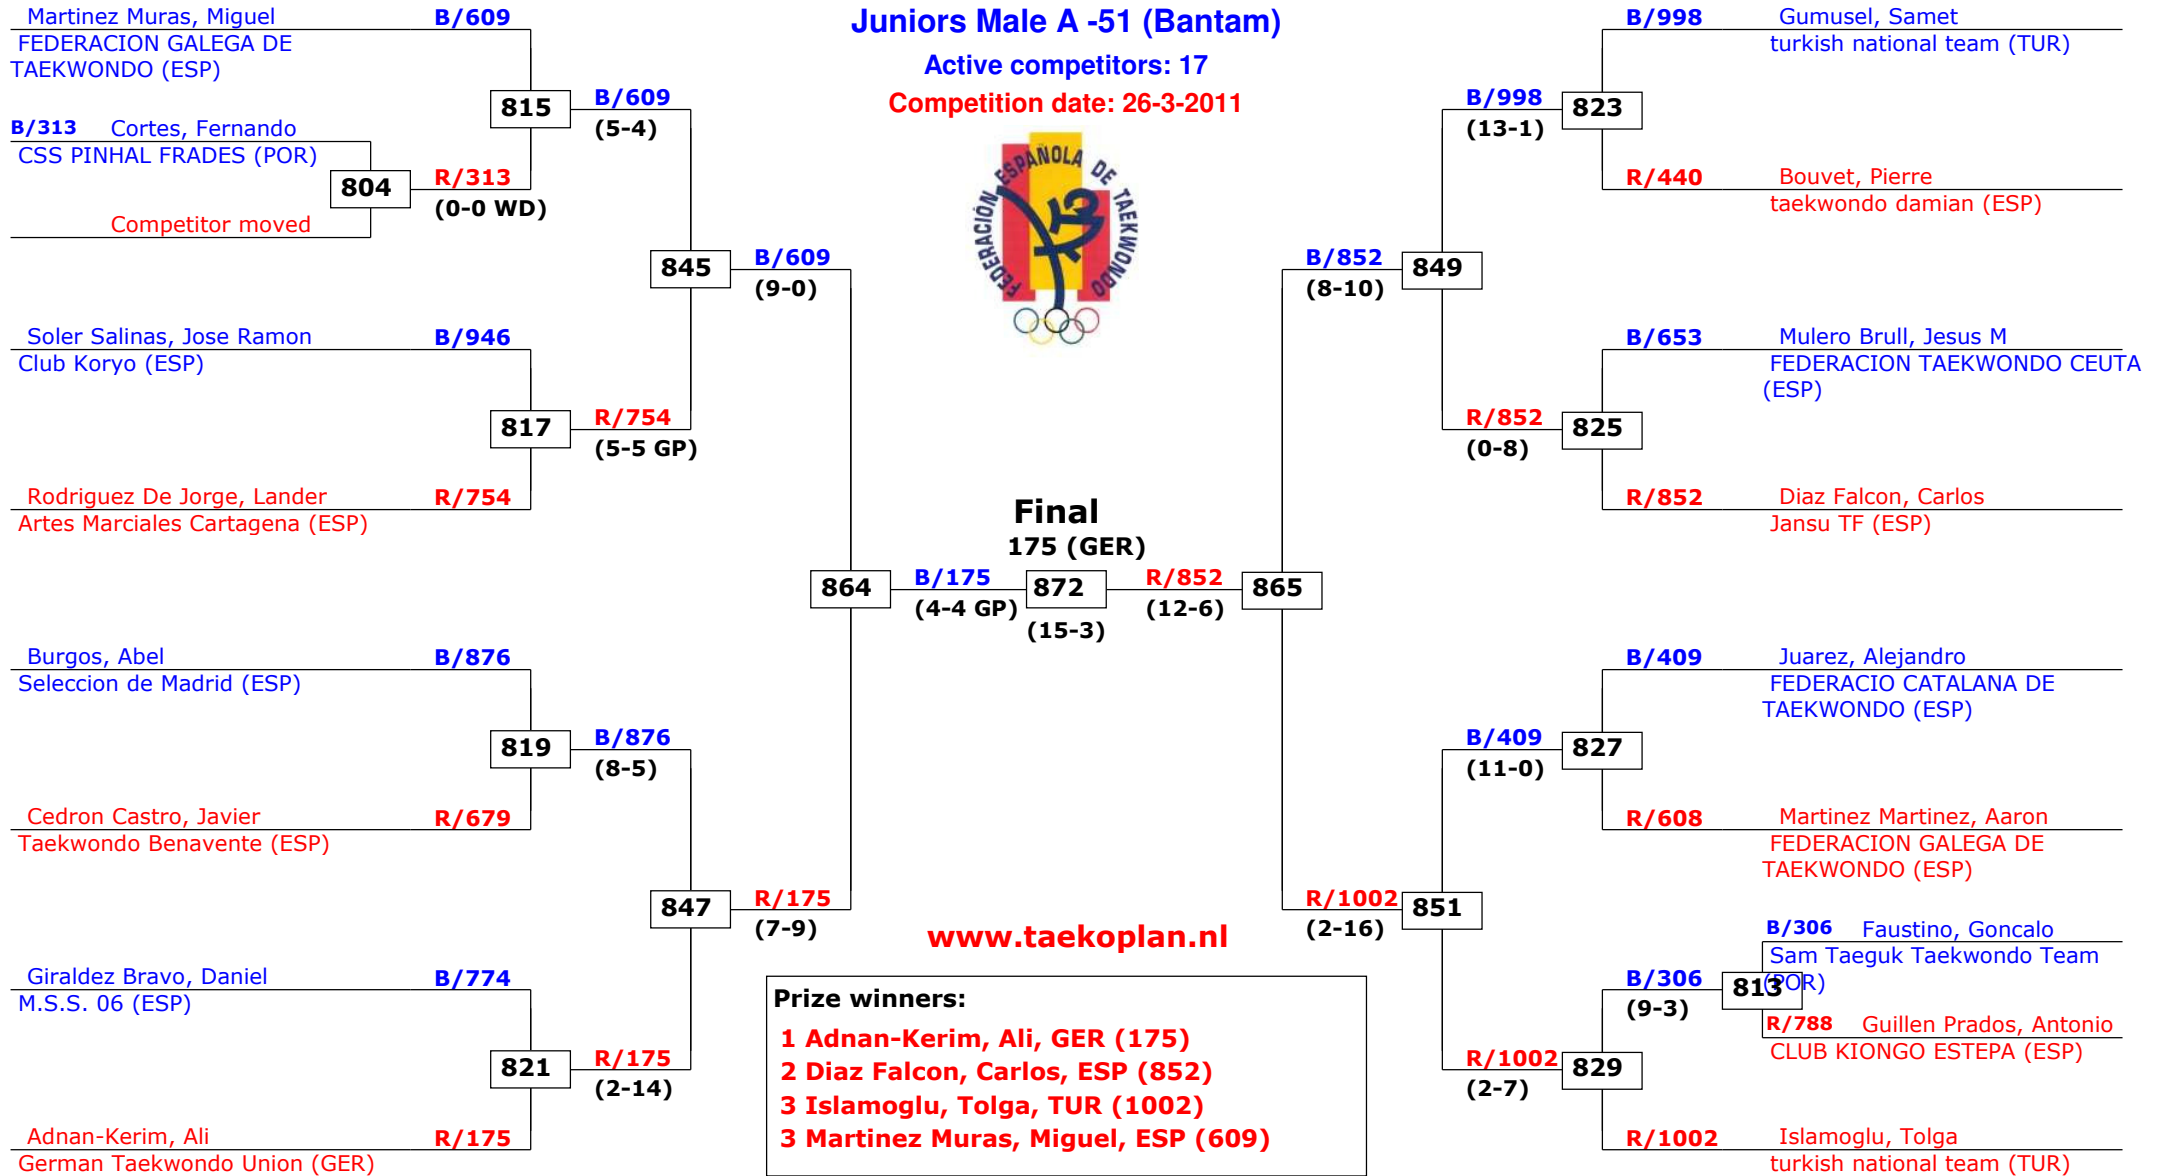 Juniors Male A -51 (Bantam)
Active competitors: 17
Competition date: 26-3-2011
FEDERACIÓN ESPAÑOLA DE TAEKWONDO
Martinez Muras, Miguel
B/609
FEDERACION GALEGA DE
TAEKWONDO (ESP)
815
B/609
(5-4)
B/313 Cortes, Fernando
CSS PINHAL FRADES (POR)
804
R/313
(0-0 WD)
Competitor moved
845
B/609
(9-0)
Soler Salinas, Jose Ramon
B/946
Club Koryo (ESP)
817
R/754
(5-5 GP)
Rodriguez De Jorge, Lander
R/754
Artes Marciales Cartagena (ESP)
864
B/175
(4-4 GP)
Burgos, Abel
B/876
Seleccion de Madrid (ESP)
819
B/876
(8-5)
Cedron Castro, Javier
R/679
Taekwondo Benavente (ESP)
847
R/175
(7-9)
Giraldez Bravo, Daniel
B/774
M.S.S. 06 (ESP)
821
R/175
(2-14)
Adnan-Kerim, Ali
R/175
German Taekwondo Union (GER)
Final
175 (GER)
872
(15-3)
R/852
(12-6)
865
B/998
Gumusel, Samet
turkish national team (TUR)
B/998
(13-1)
823
R/440
Bouvet, Pierre
taekwondo damian (ESP)
B/852
(8-10)
849
B/653
Mulero Brull, Jesus M
FEDERACION TAEKWONDO CEUTA
(ESP)
R/852
(0-8)
825
R/852
Diaz Falcon, Carlos
Jansu TF (ESP)
B/409
Juarez, Alejandro
FEDERACIO CATALANA DE
TAEKWONDO (ESP)
B/409
(11-0)
827
R/608
Martinez Martinez, Aaron
FEDERACION GALEGA DE
TAEKWONDO (ESP)
R/1002
(2-16)
851
B/306 Faustino, Goncalo
Sam Taeguk Taekwondo Team
(POR)
B/306
(9-3)
813
R/788 Guillen Prados, Antonio
CLUB KIONGO ESTEPA (ESP)
R/1002
(2-7)
829
R/1002
Islamoglu, Tolga
turkish national team (TUR)
www.taekoplan.nl
Prize winners:
1 Adnan-Kerim, Ali, GER (175)
2 Diaz Falcon, Carlos, ESP (852)
3 Islamoglu, Tolga, TUR (1002)
3 Martinez Muras, Miguel, ESP (609)